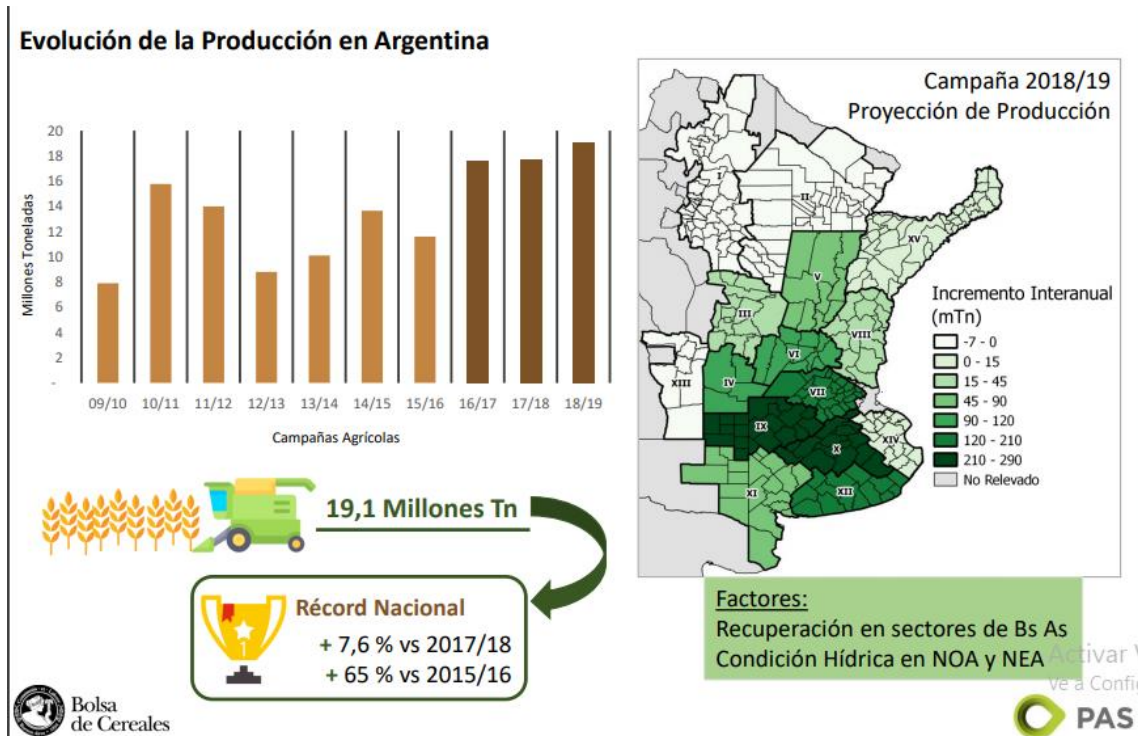 Evolución de la Producción en Argentina
Millones Toneladas
20
18
16
14
12
10
8
6
4
2
-
09/10 10/11 11/12 12/13 13/14 14/15 15/16 16/17 17/18 18/19
Campañas Agrícolas
19,1 Millones Tn
1
Récord Nacional
+ 7,6 % vs 2017/18
+ 65 % vs 2015/16
Bolsa
de Cereales
Campaña 2018/19
Proyección de Producción
I
II
XV
V
III
VIII
VI
XIII
IV
VII
IX
X
XIV
XI
XII
Incremento Interanual
(mTn)
-7 - 0
0 - 15
15 - 45
45 - 90
90 - 120
120 - 210
210 - 290
No Relevado
Factores:
Recuperación en sectores de Bs As
Condición Hídrica en NOA y NEA
Activar
Ve a Config
PAS